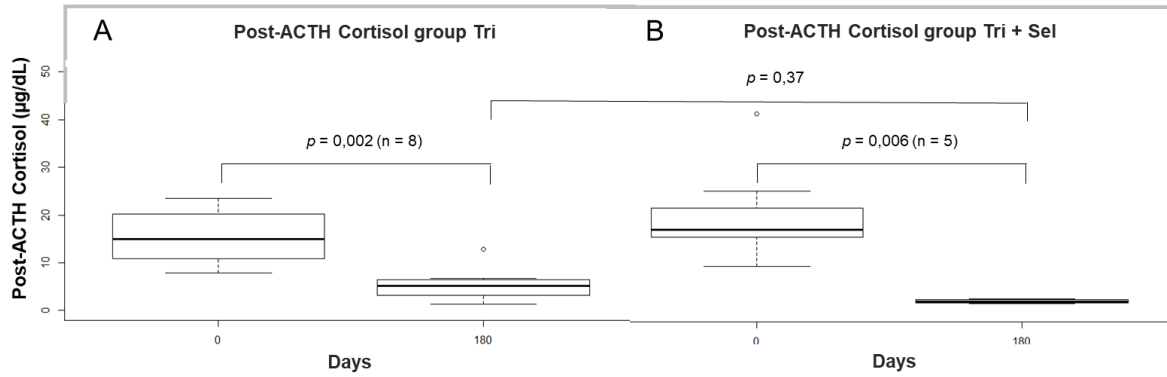 A
Post-ACTH Cortisol group Tri
B
Post-ACTH Cortisol group Tri + Sel
Post-ACTH Cortisol (µg/dL)
50
40
30
20
10
0
p = 0,37
p = 0,002 (n = 8)
p = 0,006 (n = 5)
0
180
0
180
Days
Days